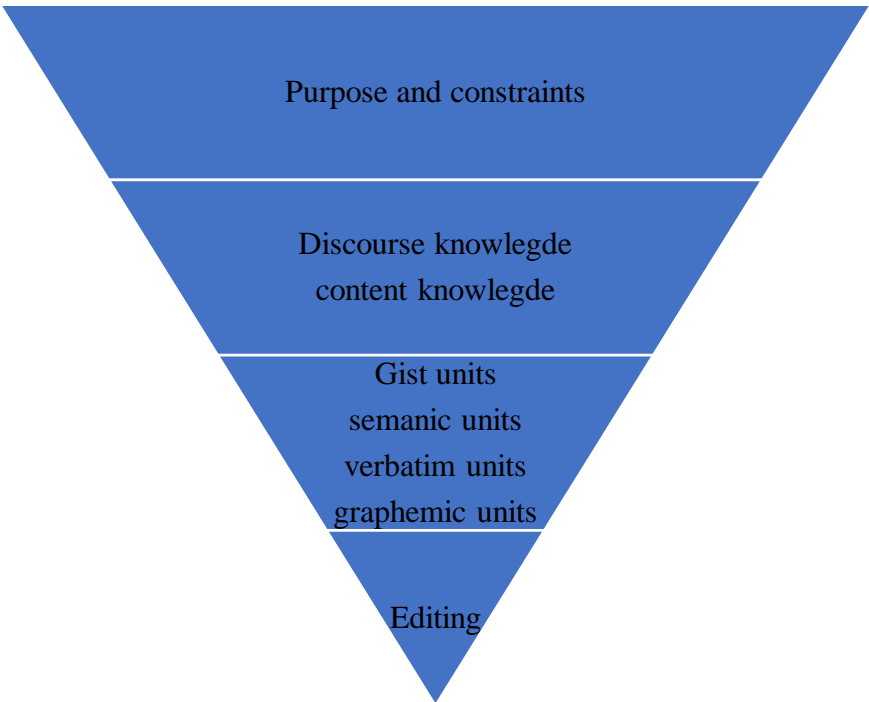 Purpose and constraints
Discourse knowlegde
content knowlegde
Gist units
semanic units
verbatim units
graphemic units
Editing